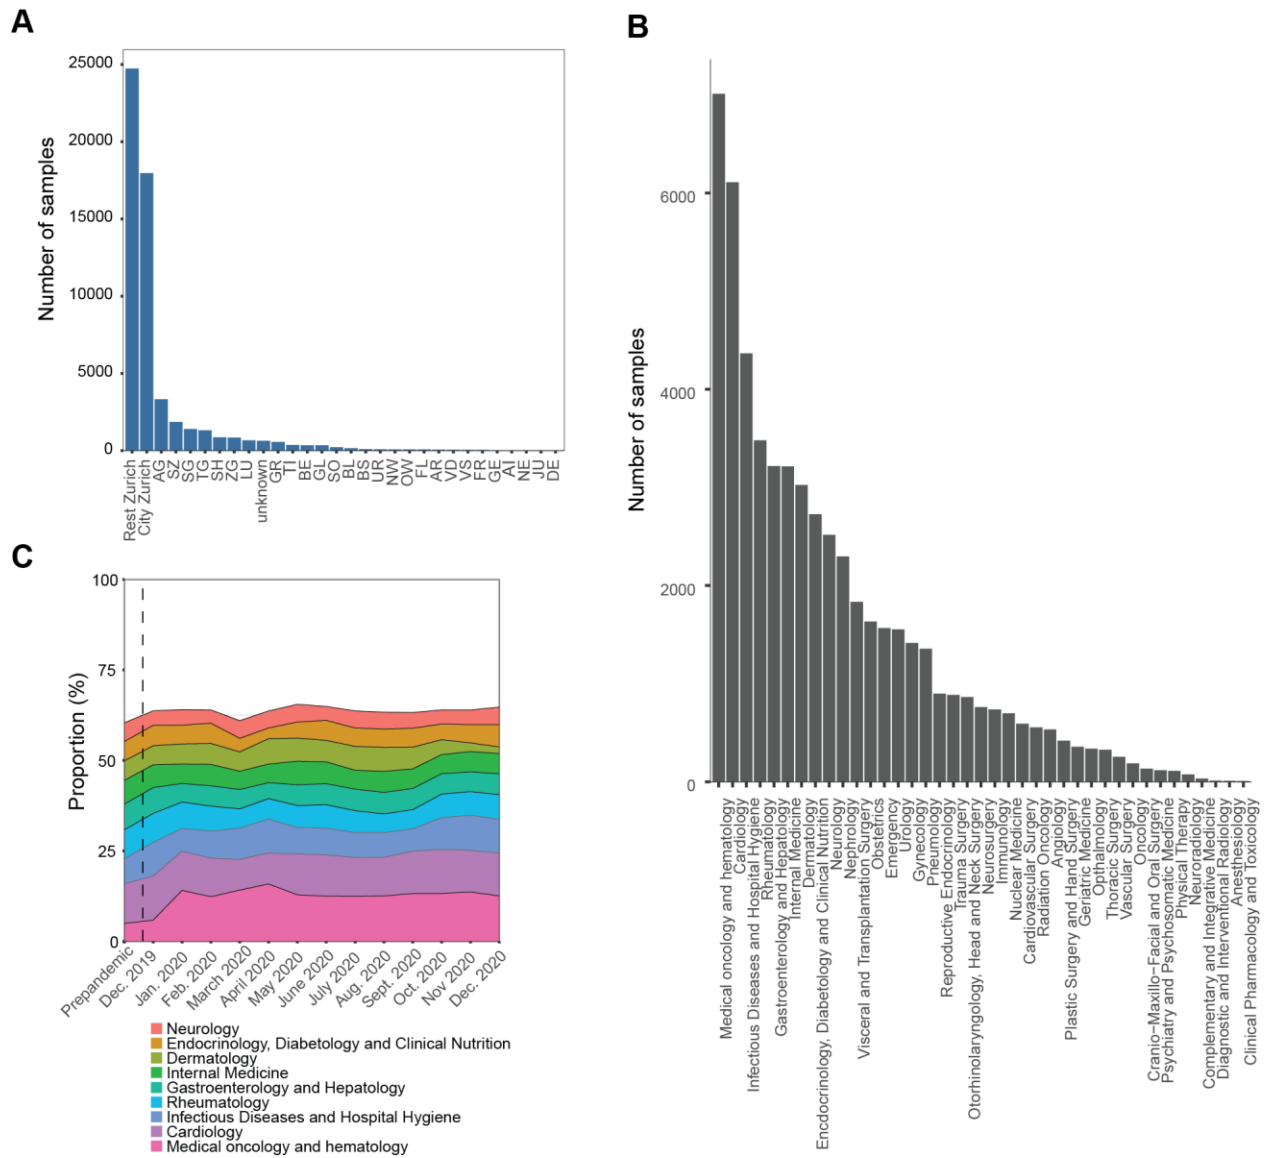 A
Number of samples
25000
20000
15000
10000
5000
0
Rest Zurich
City Zurich
AG
SZ
SG
TG
SH
ZG
LU
unknown
GR
TI
BE
GL
SO
BL
BS
UR
NW
OW
FL
AR
VD
VS
FR
GE
AI
NE
JU
DE
B
Number of samples
6000
4000
2000
0
Medical oncology and hematology
Cardiology
Infectious Diseases and Hospital Hygiene
Rheumatology
Gastroenterology and Hepatology
Internal Medicine
Dermatology
Encdocrinology, Diabetology and Clinical Nutrition
Neurology
Nephrology
Visceral and Transplantation Surgery
Obstetrics
Emergency
Urology
Gynecology
Pneumology
Reproductive Endocrinology
Trauma Surgery
Otorhinolaryngology, Head and Neck Surgery
Neurosurgery
Immunology
Nuclear Medicine
Cardiovascular Surgery
Radiation Oncology
Angiology
Plastic Surgery and Hand Surgery
Geriatric Medicine
Opthalmology
Thoracic Surgery
Vascular Surgery
Oncology
Cranio−Maxillo−Facial and Oral Surgery
Psychiatry and Psychosomatic Medicine
Physical Therapy
Neuroradiology
Complementary and Integrative Medicine
Diagnostic and Interventional Radiology
Anesthesiology
Clinical Pharmacology and Toxicology
C
Proportion (%)
100
75
50
25
0
Prepandemic
Dec. 2019
Jan. 2020
Feb. 2020
March 2020
April 2020
May 2020
June 2020
July 2020
Aug. 2020
Sept. 2020
Oct. 2020
Nov 2020
Dec. 2020
Neurology
Endocrinology, Diabetology and Clinical Nutrition
Dermatology
Internal Medicine
Gastroenterology and Hepatology
Rheumatology
Infectious Diseases and Hospital Hygiene
Cardiology
Medical oncology and hematology